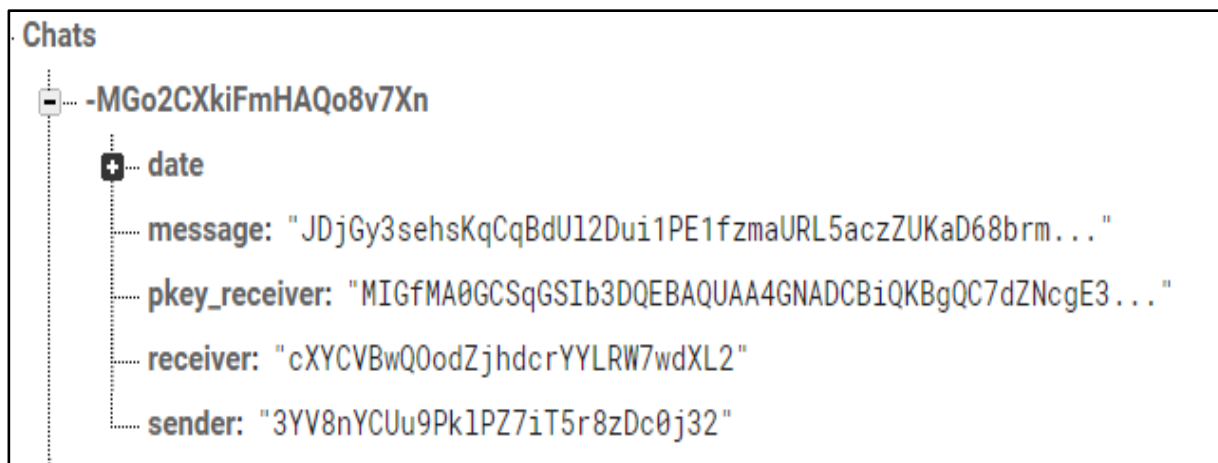 Chats
-MGo2CXkiFmHAQo8v7Xn
date
message: "JDjGy3sehsKqCqBdUl2Dui1PE1fzmaURL5aczZUKaD68brm..."
pkey_receiver: "MIGfMA0GCSqGSIb3DQEBAQUAA4GNADCBiQKBgQC7dZNcgE3..."
receiver: "cXYCVBwQOodZjhdcrYYLRW7wdXL2"
sender: "3YV8nYCUu9PklPZ7iT5r8zDc0j32"